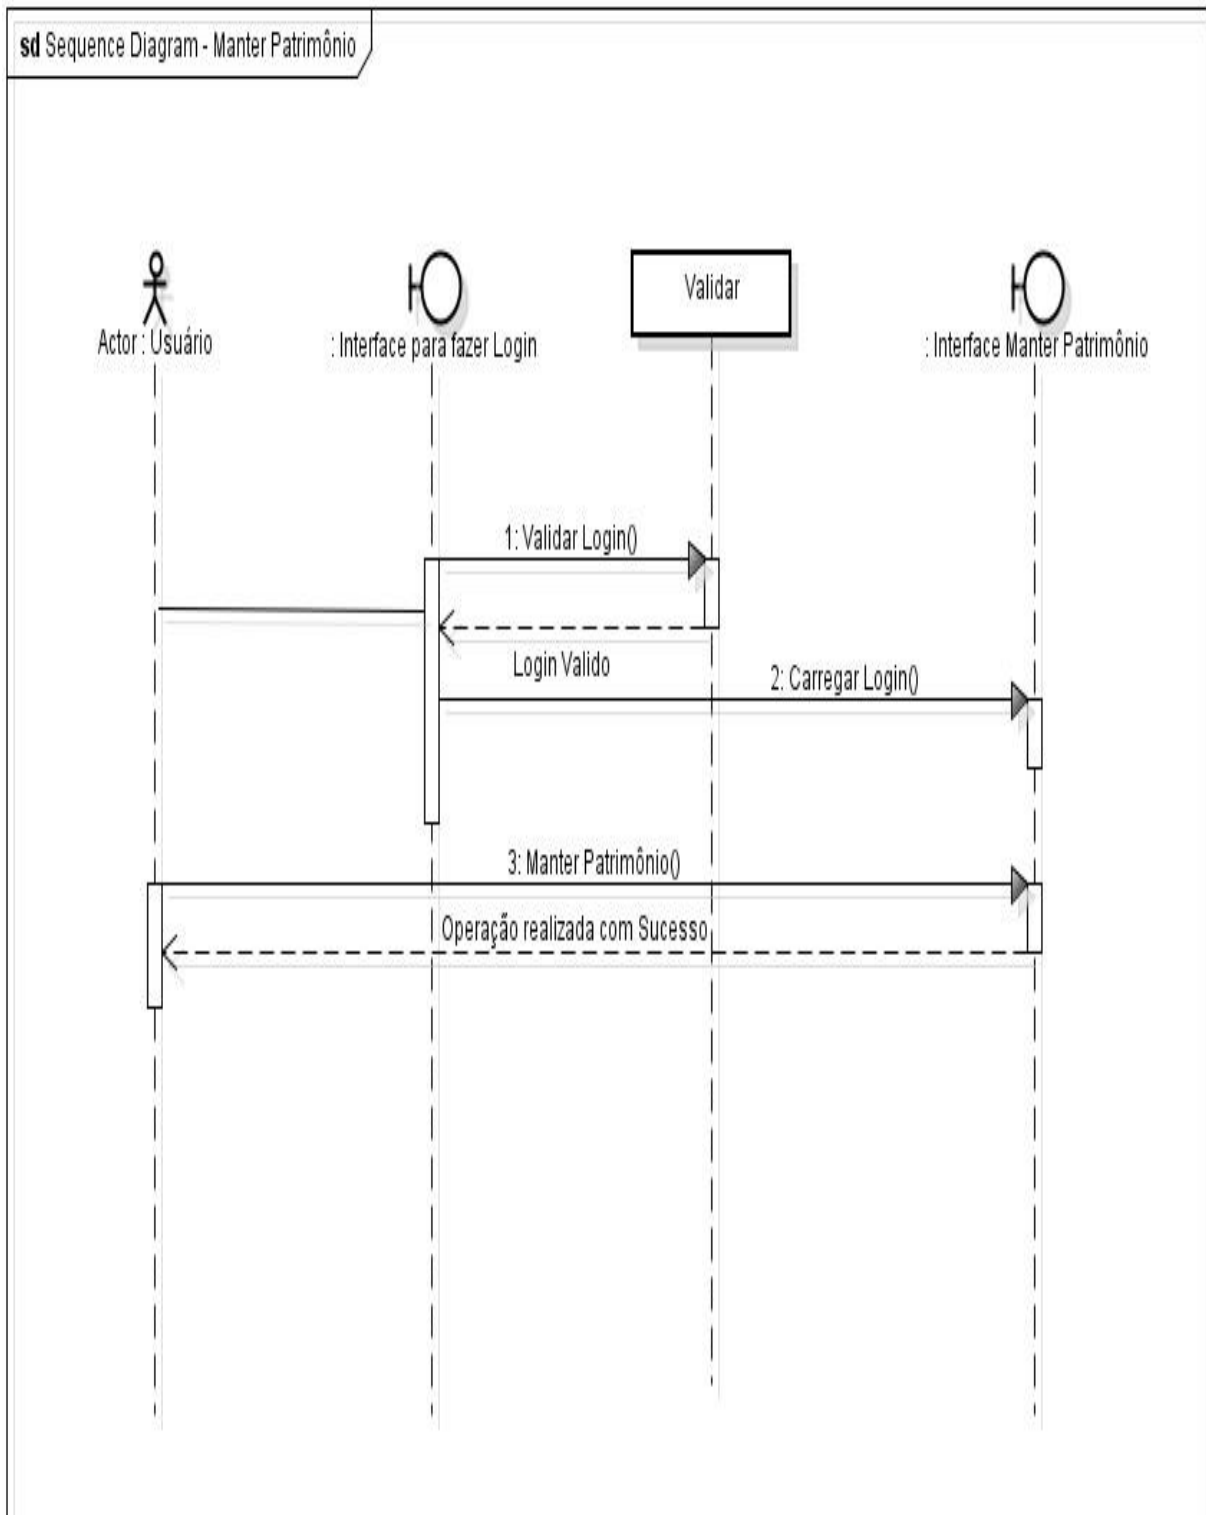 sd Sequence Diagram - Manter Patrimônio
Actor : Usuário
: Interface para fazer Login
Validar
: Interface Manter Patrimônio
1: Validar Login()
Login Valido
2: Carregar Login()
3: Manter Patrimônio()
Operação realizada com Sucesso